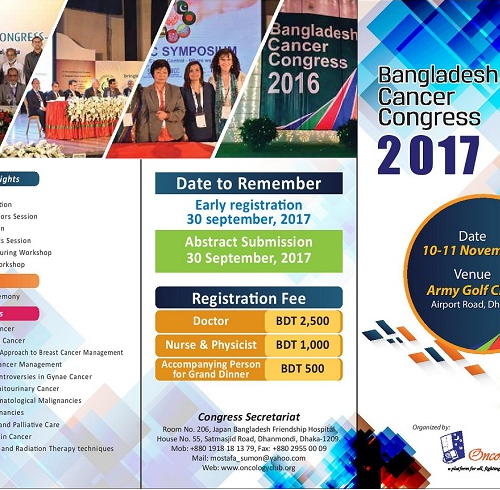 CONGRESS-
bringi
C SYMPOSIUM
Bangladesh
Cancer
Congress
2016
Bangladesh
Cancer
Congress
2017
Date
10-11 Novem
Venue
Army Golf C
Airport Road, Dh
Organized by:
Onco
a platform for all, fighting
ights
tion
ors Session
n
s Session
uring Workshop
orkshop
emony
s
ncer
Cancer
Approach to Breast Cancer Management
ancer Management
ntroversies in Gynae Cancer
nitourinary Cancer
matological Malignancies
nancies
and Palliative Care
in Cancer
and Radiation Therapy techniques
Date to Remember
Early registration
30 september, 2017
Abstract Submission
30 September, 2017
Registration Fee
Doctor BDT 2,500
Nurse & Physicist BDT 1,000
Accompanying Person
for Grand Dinner BDT 500
Congress Secretariat
Room No. 206, Japan Bangladesh Friendship Hospital
House No. 55, Satmasjid Road, Dhanmondi, Dhaka-1209.
Mob: +880 1918 18 13 79, Fax: +880 2955 00 09
Mail: mostafa_sumon@yahoo.com
Web: www.oncologyclub.org